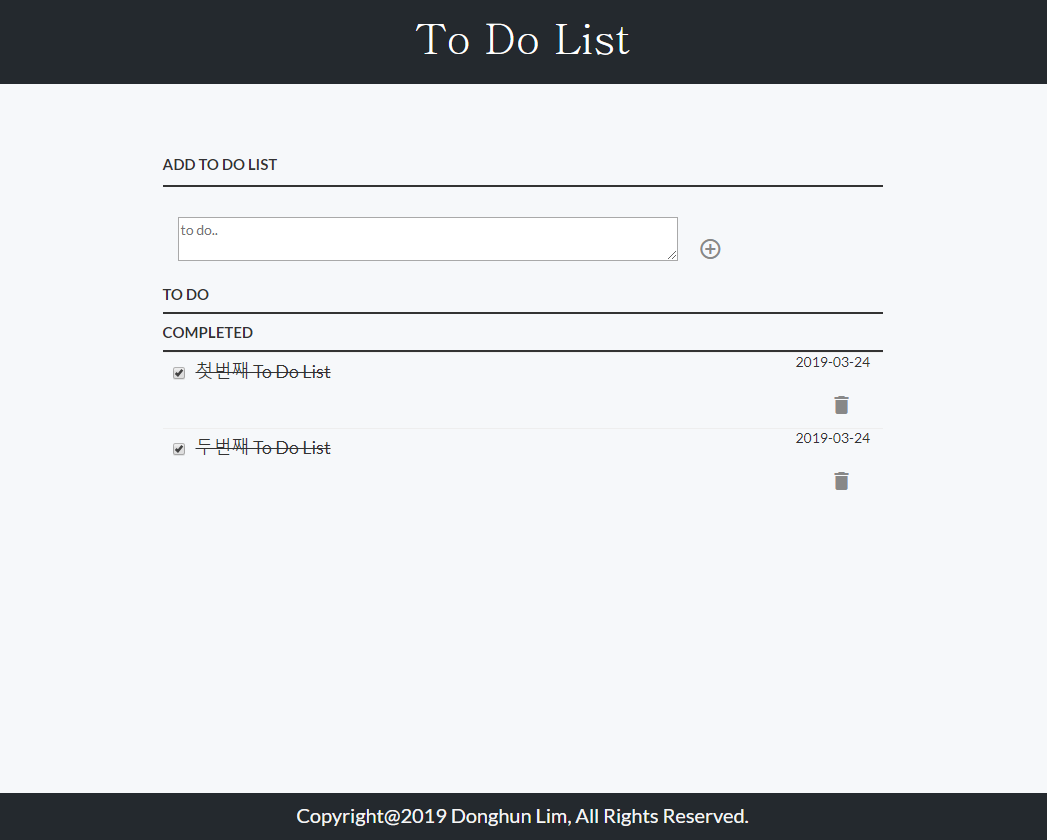 To Do List
ADD TO DO LIST
to do..
TO DO
COMPLETED
첫번째 To Do List
2019-03-24
두번째 To Do List
2019-03-24
Copyright@2019 Donghun Lim, All Rights Reserved.